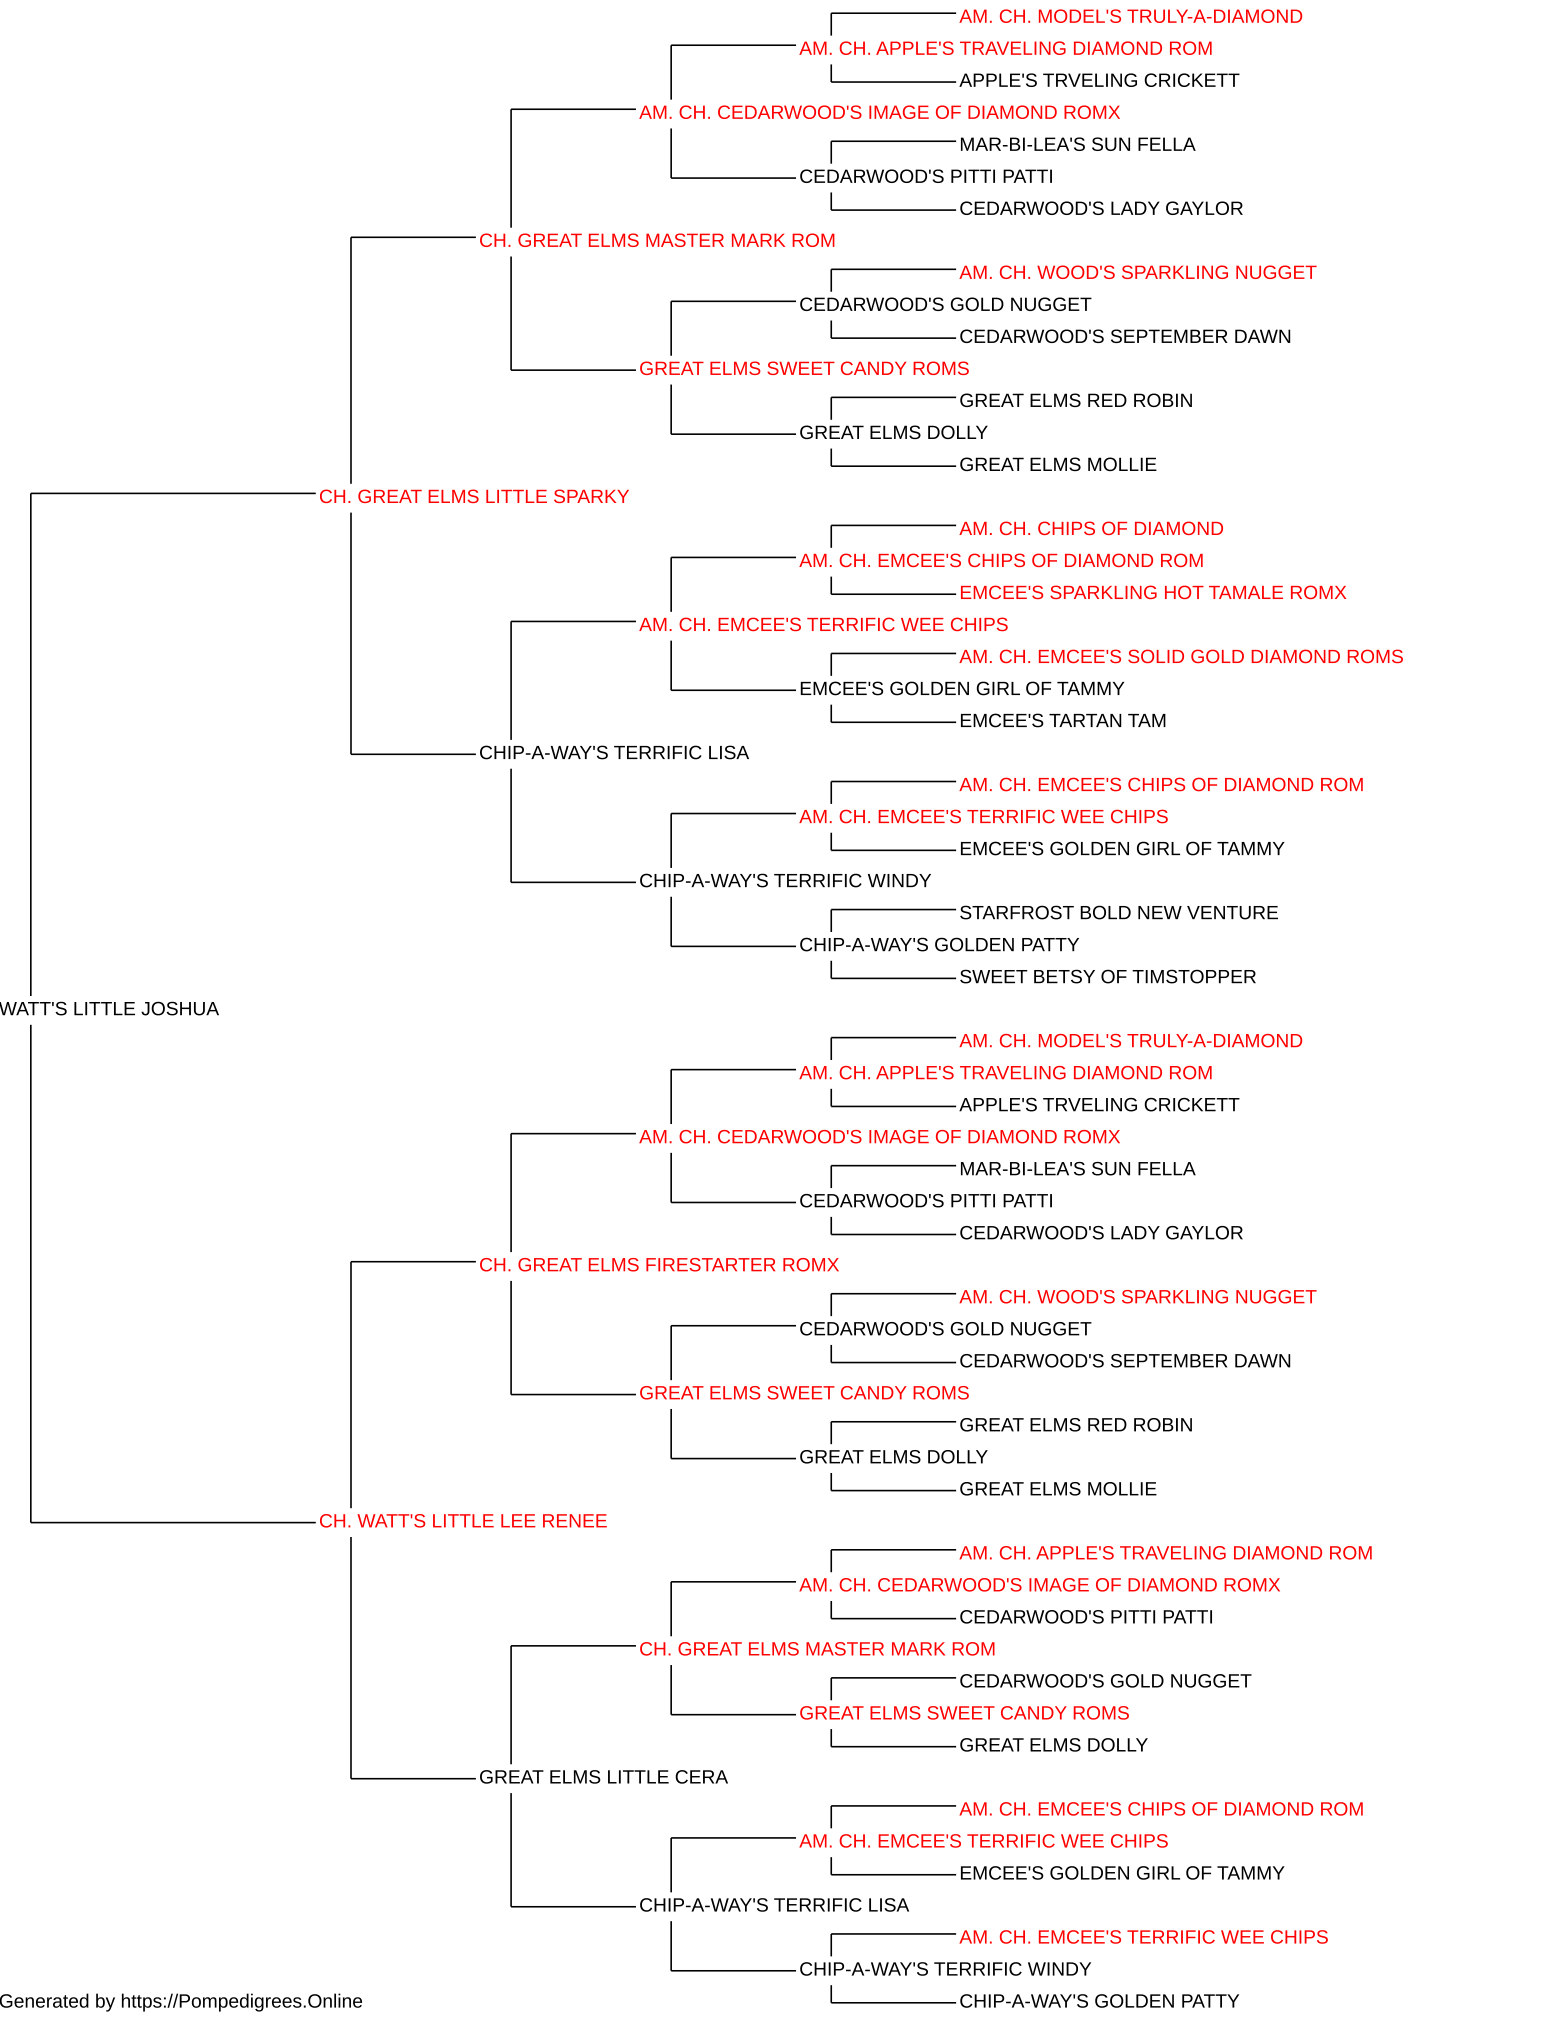 AM. CH. MODEL'S TRULY-A-DIAMOND
AM. CH. APPLE'S TRAVELING DIAMOND ROM
APPLE'S TRVELING CRICKETT
AM. CH. CEDARWOOD'S IMAGE OF DIAMOND ROMX
MAR-BI-LEA'S SUN FELLA
CEDARWOOD'S PITTI PATTI
CEDARWOOD'S LADY GAYLOR
CH. GREAT ELMS MASTER MARK ROM
AM. CH. WOOD'S SPARKLING NUGGET
CEDARWOOD'S GOLD NUGGET
CEDARWOOD'S SEPTEMBER DAWN
GREAT ELMS SWEET CANDY ROMS
GREAT ELMS RED ROBIN
GREAT ELMS DOLLY
GREAT ELMS MOLLIE
CH. GREAT ELMS LITTLE SPARKY
AM. CH. CHIPS OF DIAMOND
AM. CH. EMCEE'S CHIPS OF DIAMOND ROM
EMCEE'S SPARKLING HOT TAMALE ROMX
AM. CH. EMCEE'S TERRIFIC WEE CHIPS
AM. CH. EMCEE'S SOLID GOLD DIAMOND ROMS
EMCEE'S GOLDEN GIRL OF TAMMY
EMCEE'S TARTAN TAM
CHIP-A-WAY'S TERRIFIC LISA
AM. CH. EMCEE'S CHIPS OF DIAMOND ROM
AM. CH. EMCEE'S TERRIFIC WEE CHIPS
EMCEE'S GOLDEN GIRL OF TAMMY
CHIP-A-WAY'S TERRIFIC WINDY
STARFROST BOLD NEW VENTURE
CHIP-A-WAY'S GOLDEN PATTY
SWEET BETSY OF TIMSTOPPER
WATT'S LITTLE JOSHUA
AM. CH. MODEL'S TRULY-A-DIAMOND
AM. CH. APPLE'S TRAVELING DIAMOND ROM
APPLE'S TRVELING CRICKETT
AM. CH. CEDARWOOD'S IMAGE OF DIAMOND ROMX
MAR-BI-LEA'S SUN FELLA
CEDARWOOD'S PITTI PATTI
CEDARWOOD'S LADY GAYLOR
CH. GREAT ELMS FIRESTARTER ROMX
AM. CH. WOOD'S SPARKLING NUGGET
CEDARWOOD'S GOLD NUGGET
CEDARWOOD'S SEPTEMBER DAWN
GREAT ELMS SWEET CANDY ROMS
GREAT ELMS RED ROBIN
GREAT ELMS DOLLY
GREAT ELMS MOLLIE
CH. WATT'S LITTLE LEE RENEE
AM. CH. APPLE'S TRAVELING DIAMOND ROM
AM. CH. CEDARWOOD'S IMAGE OF DIAMOND ROMX
CEDARWOOD'S PITTI PATTI
CH. GREAT ELMS MASTER MARK ROM
CEDARWOOD'S GOLD NUGGET
GREAT ELMS SWEET CANDY ROMS
GREAT ELMS DOLLY
GREAT ELMS LITTLE CERA
AM. CH. EMCEE'S CHIPS OF DIAMOND ROM
AM. CH. EMCEE'S TERRIFIC WEE CHIPS
EMCEE'S GOLDEN GIRL OF TAMMY
CHIP-A-WAY'S TERRIFIC LISA
AM. CH. EMCEE'S TERRIFIC WEE CHIPS
CHIP-A-WAY'S TERRIFIC WINDY
CHIP-A-WAY'S GOLDEN PATTY
Generated by https://Pompedigrees.Online